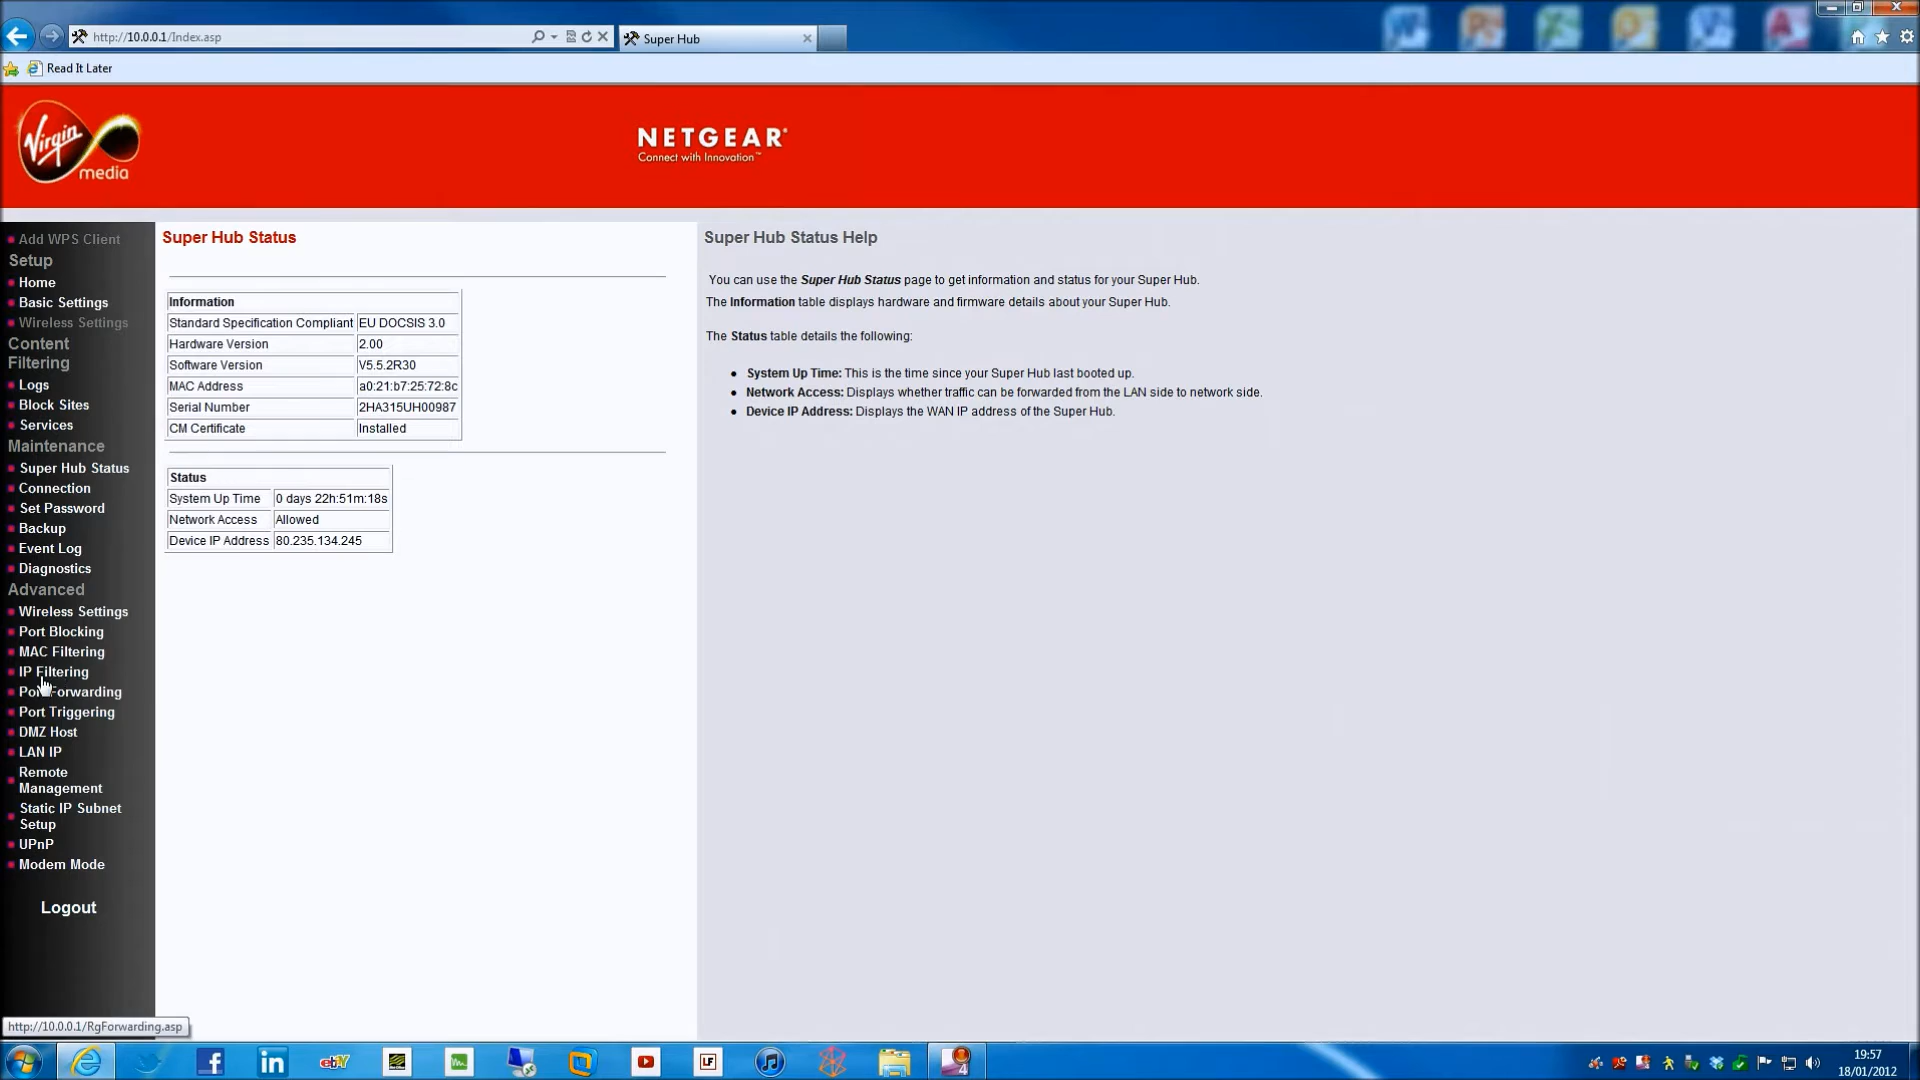 http://10.0.0.1/Index.asp
Super Hub
Read It Later
Virgin
media
NETGEAR®
Connect with Innovation™
Add WPS Client
Setup
Home
Basic Settings
Wireless Settings
Content
Filtering
Logs
Block Sites
Services
Maintenance
Super Hub Status
Connection
Set Password
Backup
Event Log
Diagnostics
Advanced
Wireless Settings
Port Blocking
MAC Filtering
IP Filtering
Port Forwarding
Port Triggering
DMZ Host
LAN IP
Remote
Management
Static IP Subnet
Setup
UPnP
Modem Mode
Logout
Super Hub Status
Information
Standard Specification Compliant EU DOCSIS 3.0
Hardware Version 2.00
Software Version V5.5.2R30
MAC Address a0:21:b7:25:72:8c
Serial Number 2HA315UH00987
CM Certificate Installed
Status
System Up Time 0 days 22h:51m:18s
Network Access Allowed
Device IP Address 80.235.134.245
Super Hub Status Help
You can use the Super Hub Status page to get information and status for your Super Hub.
The Information table displays hardware and firmware details about your Super Hub.
The Status table details the following:
System Up Time: This is the time since your Super Hub last booted up.
Network Access: Displays whether traffic can be forwarded from the LAN side to network side.
Device IP Address: Displays the WAN IP address of the Super Hub.
http://10.0.0.1/RgForwarding.asp
ebY
LF
4
19:57
18/01/2012